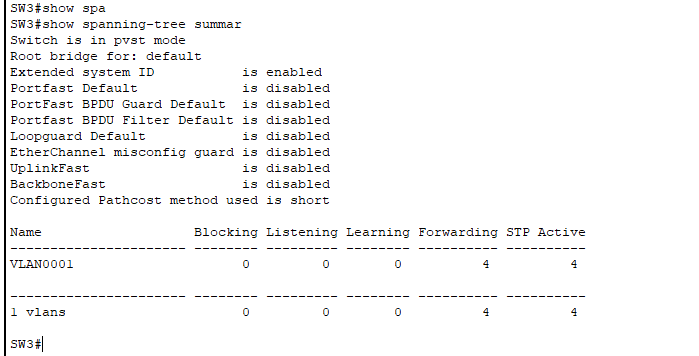 SW3#show spa
SW3#show spanning-tree summar
Switch is in pvst mode
Root bridge for: default
Extended system ID           is enabled
Portfast Default             is disabled
PortFast BPDU Guard Default  is disabled
Portfast BPDU Filter Default is disabled
Loopguard Default            is disabled
EtherChannel misconfig guard is disabled
UplinkFast                   is disabled
BackboneFast                 is disabled
Configured Pathcost method used is short
Name                   Blocking Listening Learning Forwarding STP Active
---------------------- -------- --------- -------- ---------- ----------
VLAN0001                     0         0        0          4          4
---------------------- -------- --------- -------- ---------- ----------
1 vlans                      0         0        0          4          4
SW3#